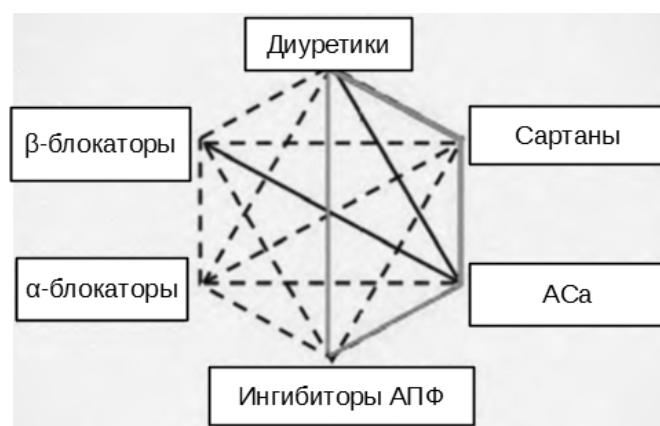 Диуретики
β-блокаторы
Сартаны
α-блокаторы
АСа
Ингибиторы АПФ